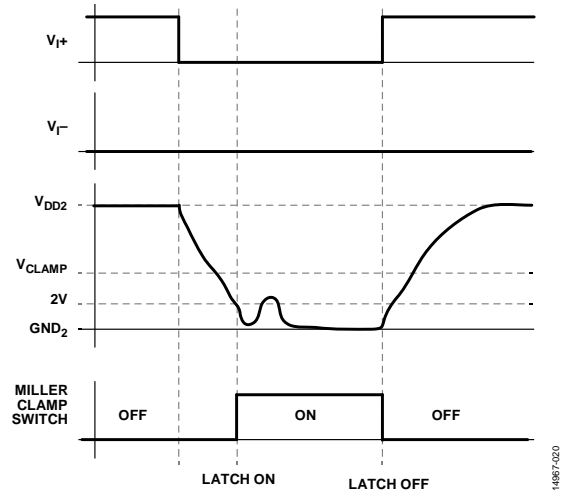 VI+
VI–
VDD2
VCLAMP
2V
GND2
MILLER
CLAMP
SWITCH
OFF
ON
OFF
LATCH ON
LATCH OFF
14967-020